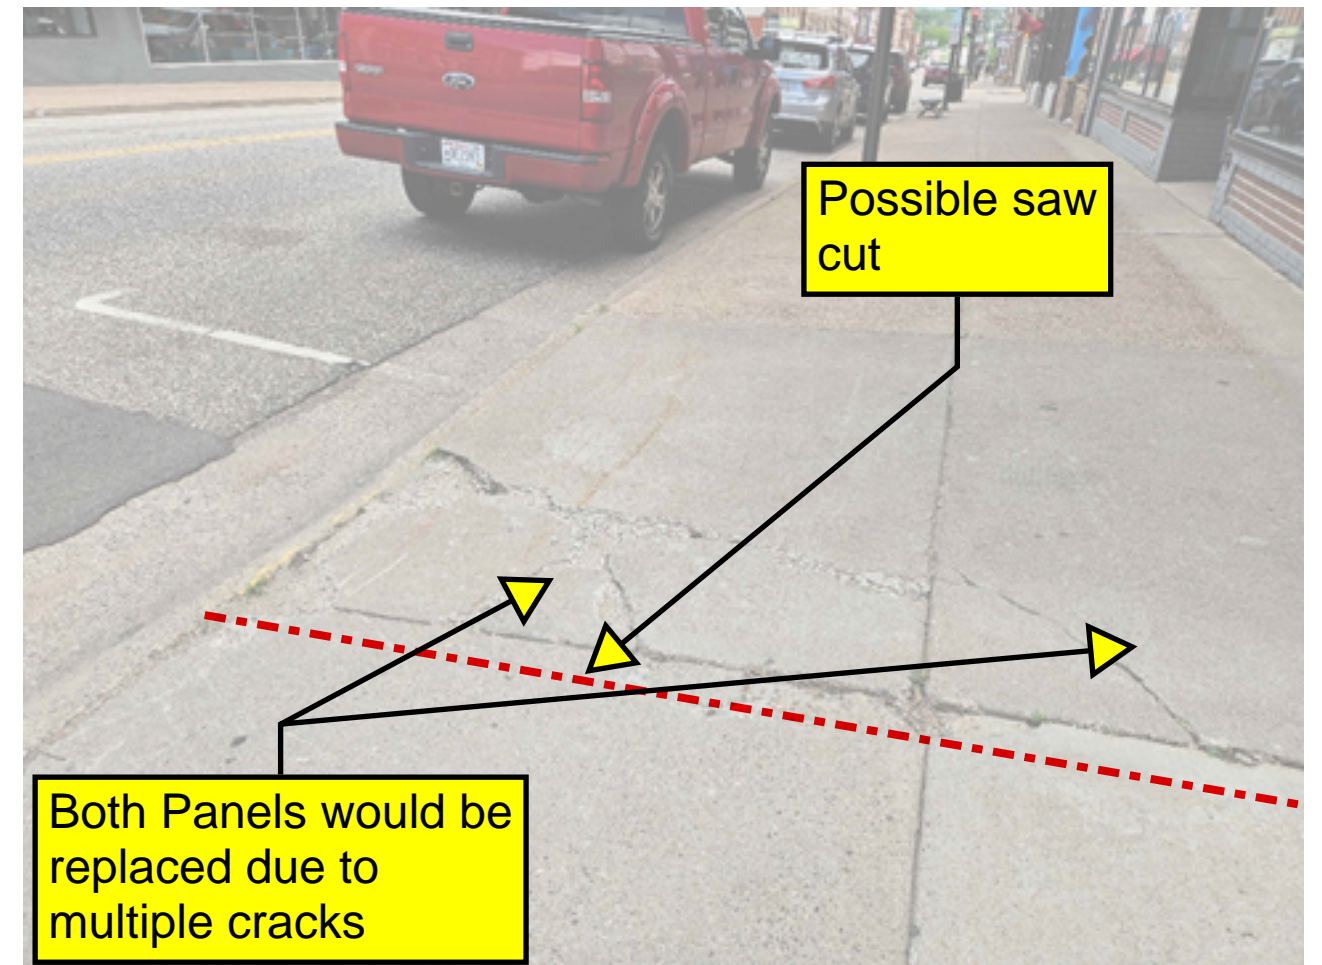 Possible saw
cut
Both Panels would be
replaced due to
multiple cracks